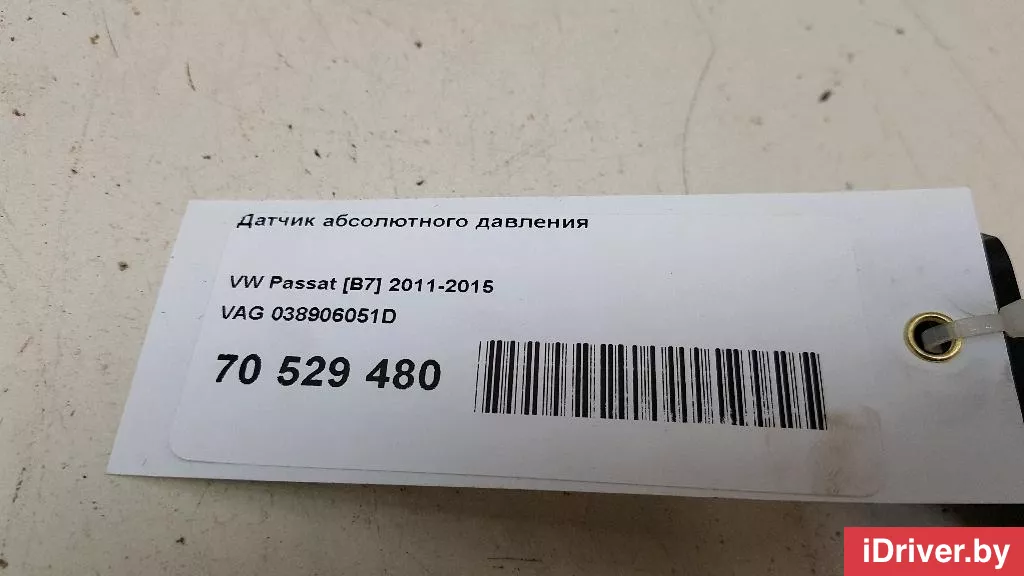 Датчик абсолютного давления
VW Passat [B7] 2011-2015
VAG 038906051D
70 529 480
iDriver.by